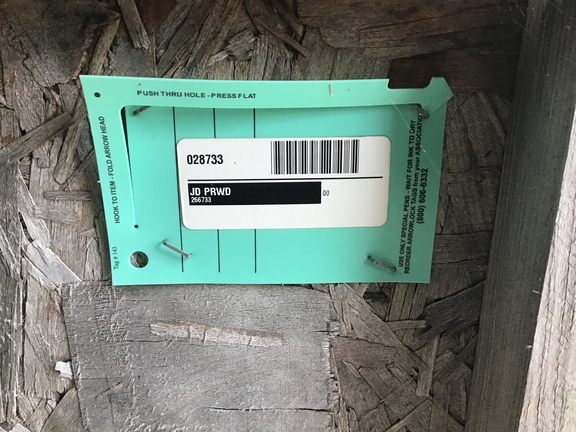 PUSH THRU HOLE - PRESS FLAT
HOOK TO ITEM - FOLD ARROW HEAD
Tag # 145
028733
JD PRWD
266733
00
USE ONLY SPECIAL PENS - WAIT FOR INK TO DRY
REORDER ARROWLOCK TAGS from your ASSOCIATION
(800) 606-6332